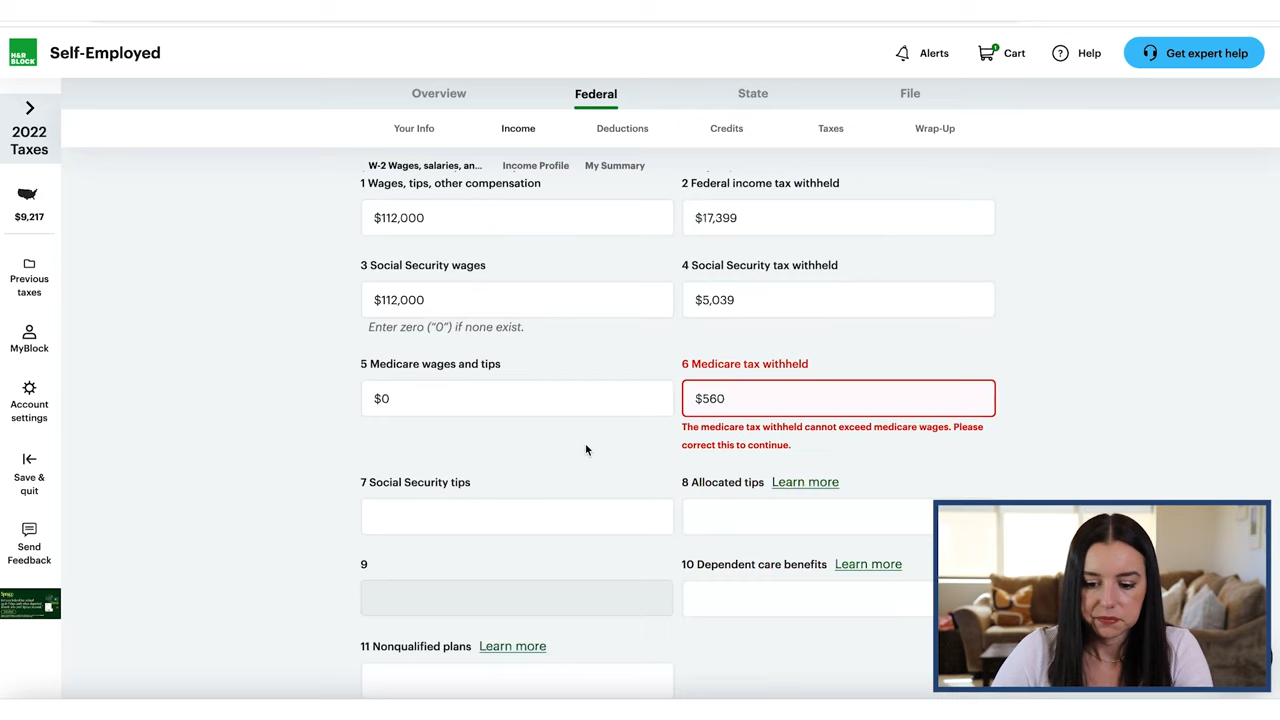 H&R
BLOCK
Self-Employed
Alerts
1
Cart
?
Help
Get expert help
Overview
Federal
State
File
2022
Taxes
Your Info
Income
Deductions
Credits
Taxes
Wrap-Up
W-2 Wages, salaries, an...
Income Profile
My Summary
$9,217
Previous
taxes
MyBlock
Account
settings
Save &
quit
Send
Feedback
1 Wages, tips, other compensation
2 Federal income tax withheld
$112,000
$17,399
3 Social Security wages
4 Social Security tax withheld
$112,000
$5,039
Enter zero ("0") if none exist.
5 Medicare wages and tips
6 Medicare tax withheld
$0
$560
The medicare tax withheld cannot exceed medicare wages. Please
correct this to continue.
7 Social Security tips
8 Allocated tips Learn more
9
10 Dependent care benefits Learn more
11 Nonqualified plans Learn more